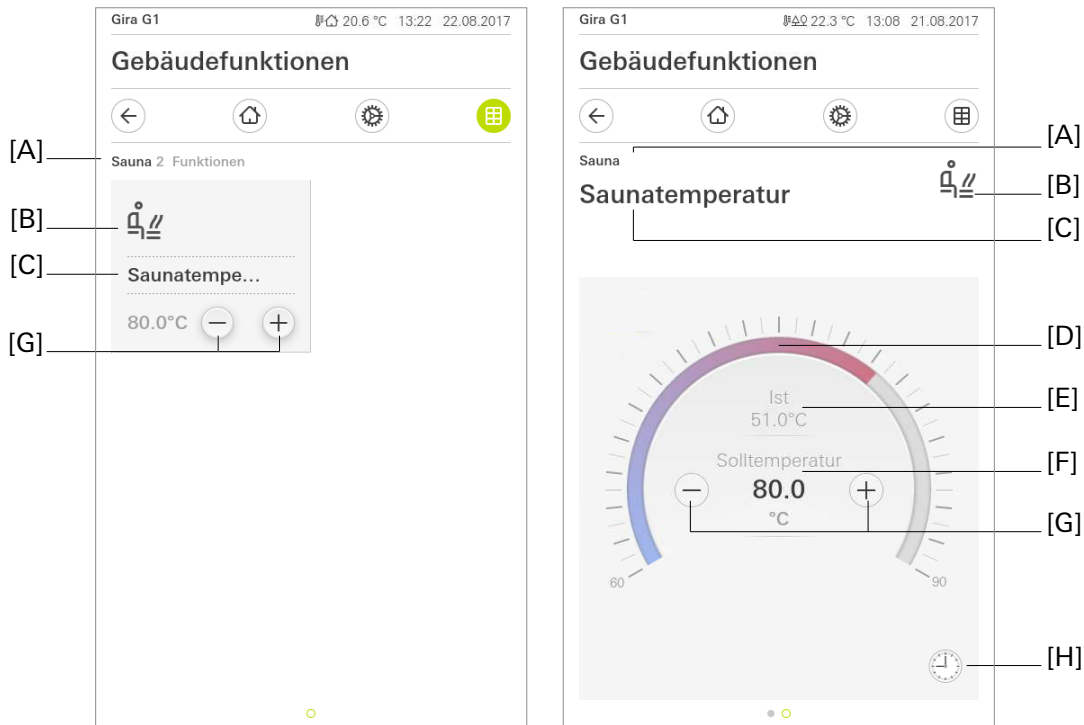 Gira G1 20.6 °C 13:22 22.08.2017
Gebäudefunktionen
[A] Sauna 2 Funktionen
[B]
[C] Saunatempe...
80.0°C − +
[G]
Gira G1 22.3 °C 13:08 21.08.2017
Gebäudefunktionen
Sauna [A]
[B]
Saunatemperatur
[C]
[D]
Ist
51.0°C [E]
Solltemperatur [F]
− 80.0 +
°C [G]
60 90
[H]